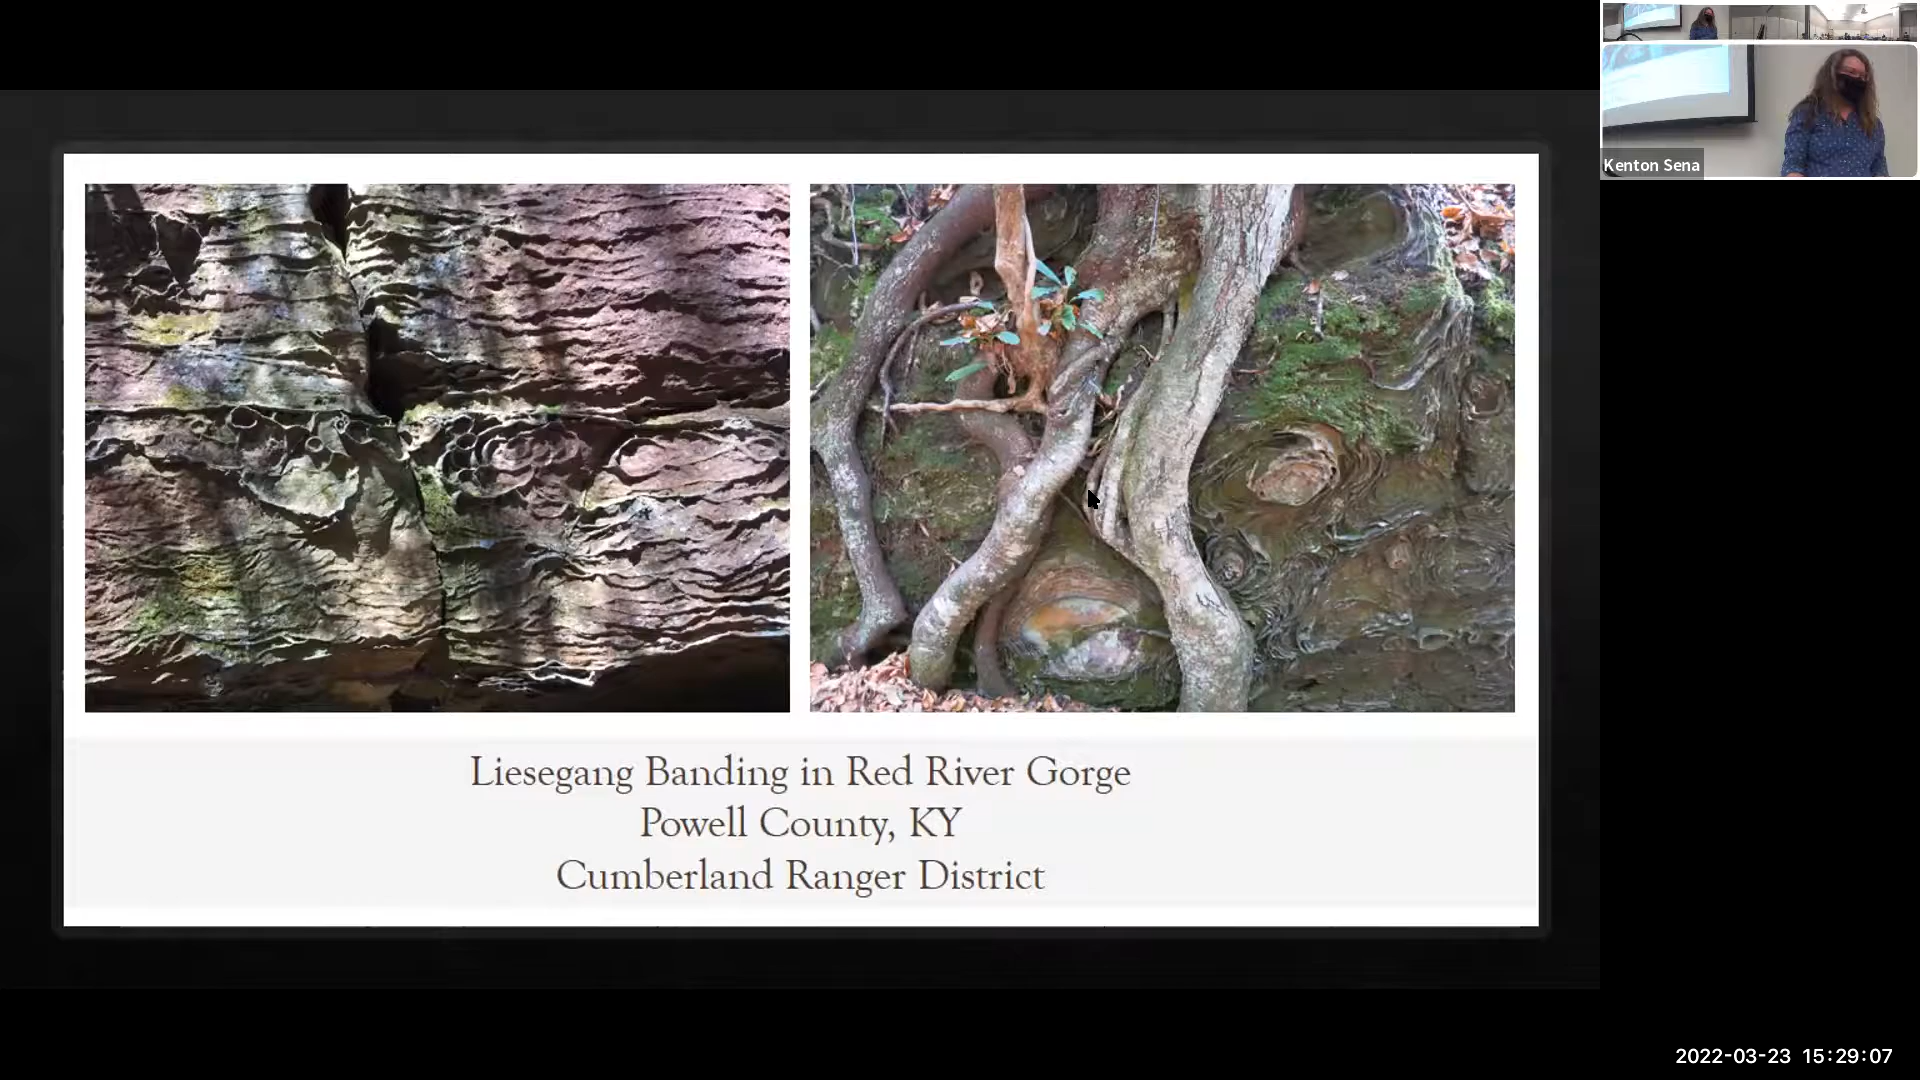 Kenton Sena
Liesegang Banding in Red River Gorge
Powell County, KY
Cumberland Ranger District
2022-03-23 15:29:07